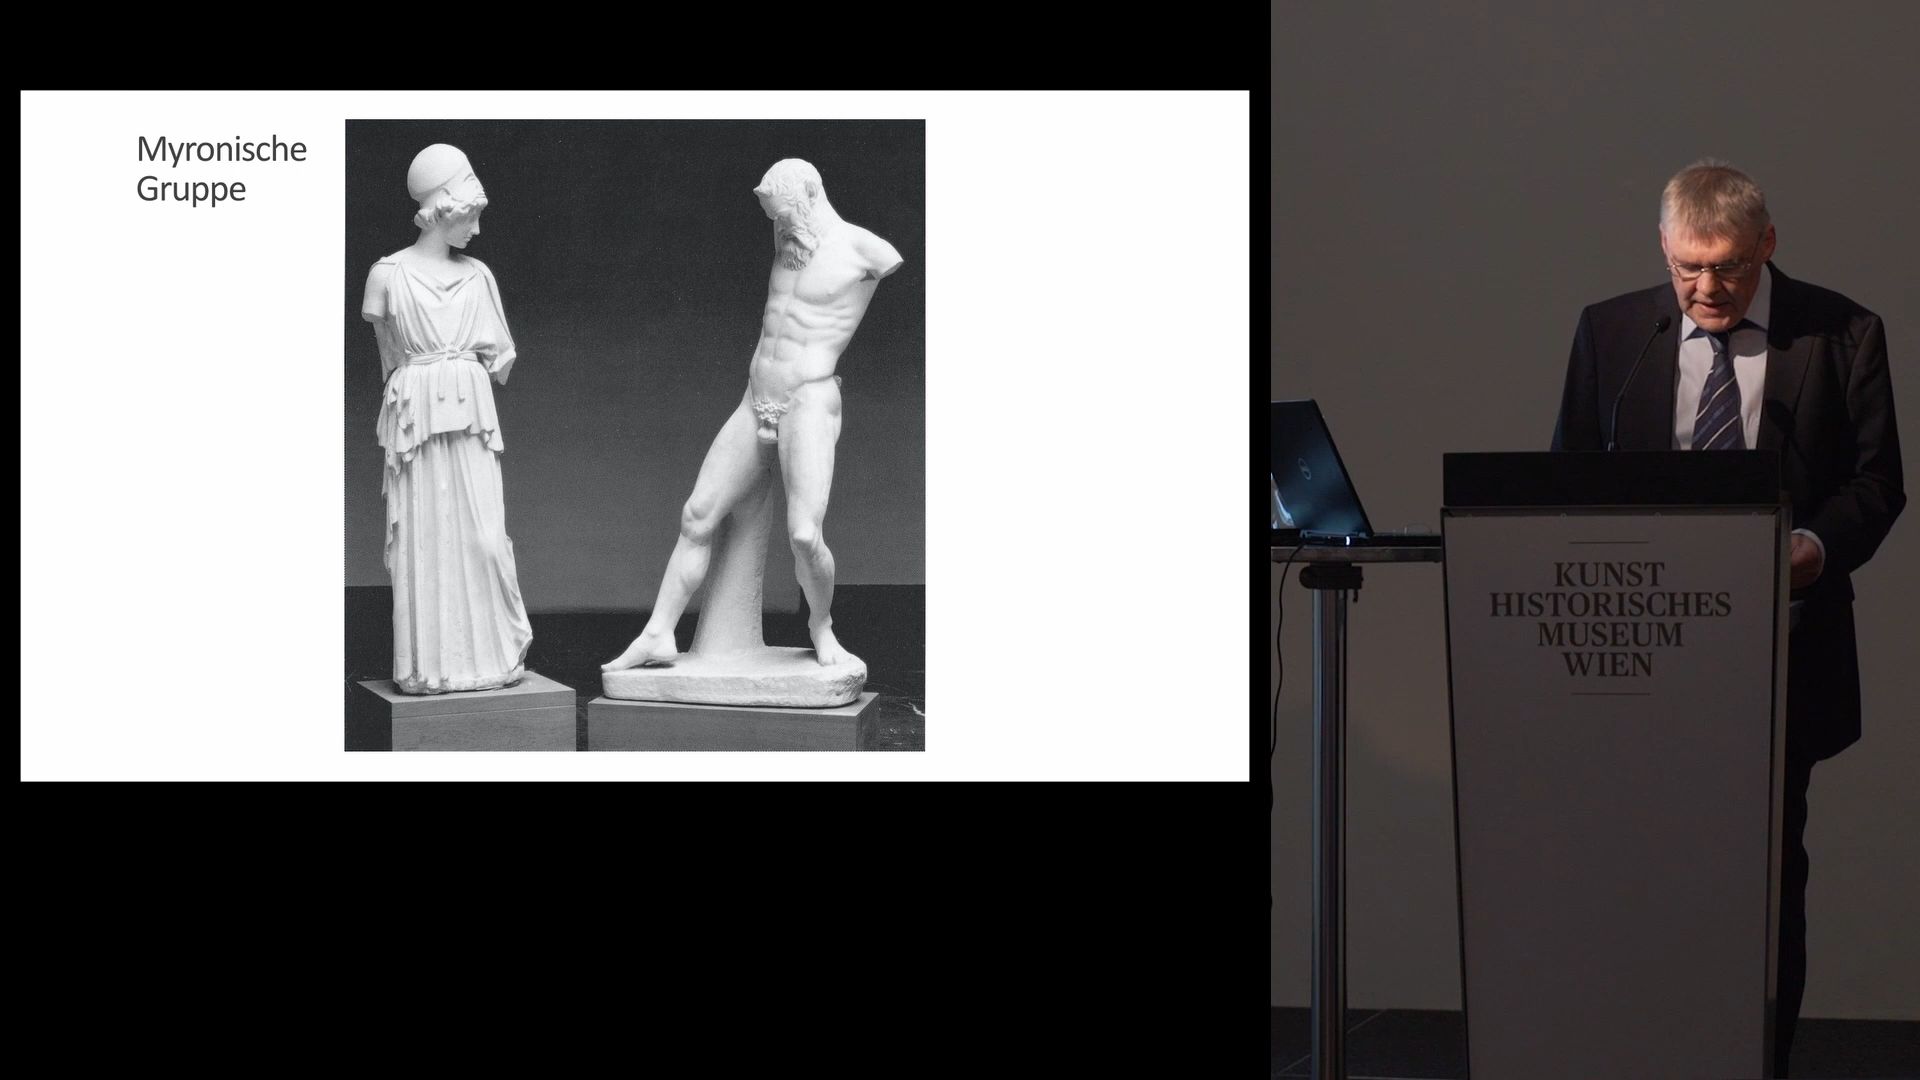 Myronische
Gruppe
KUNST
HISTORISCHES
MUSEUM
WIEN